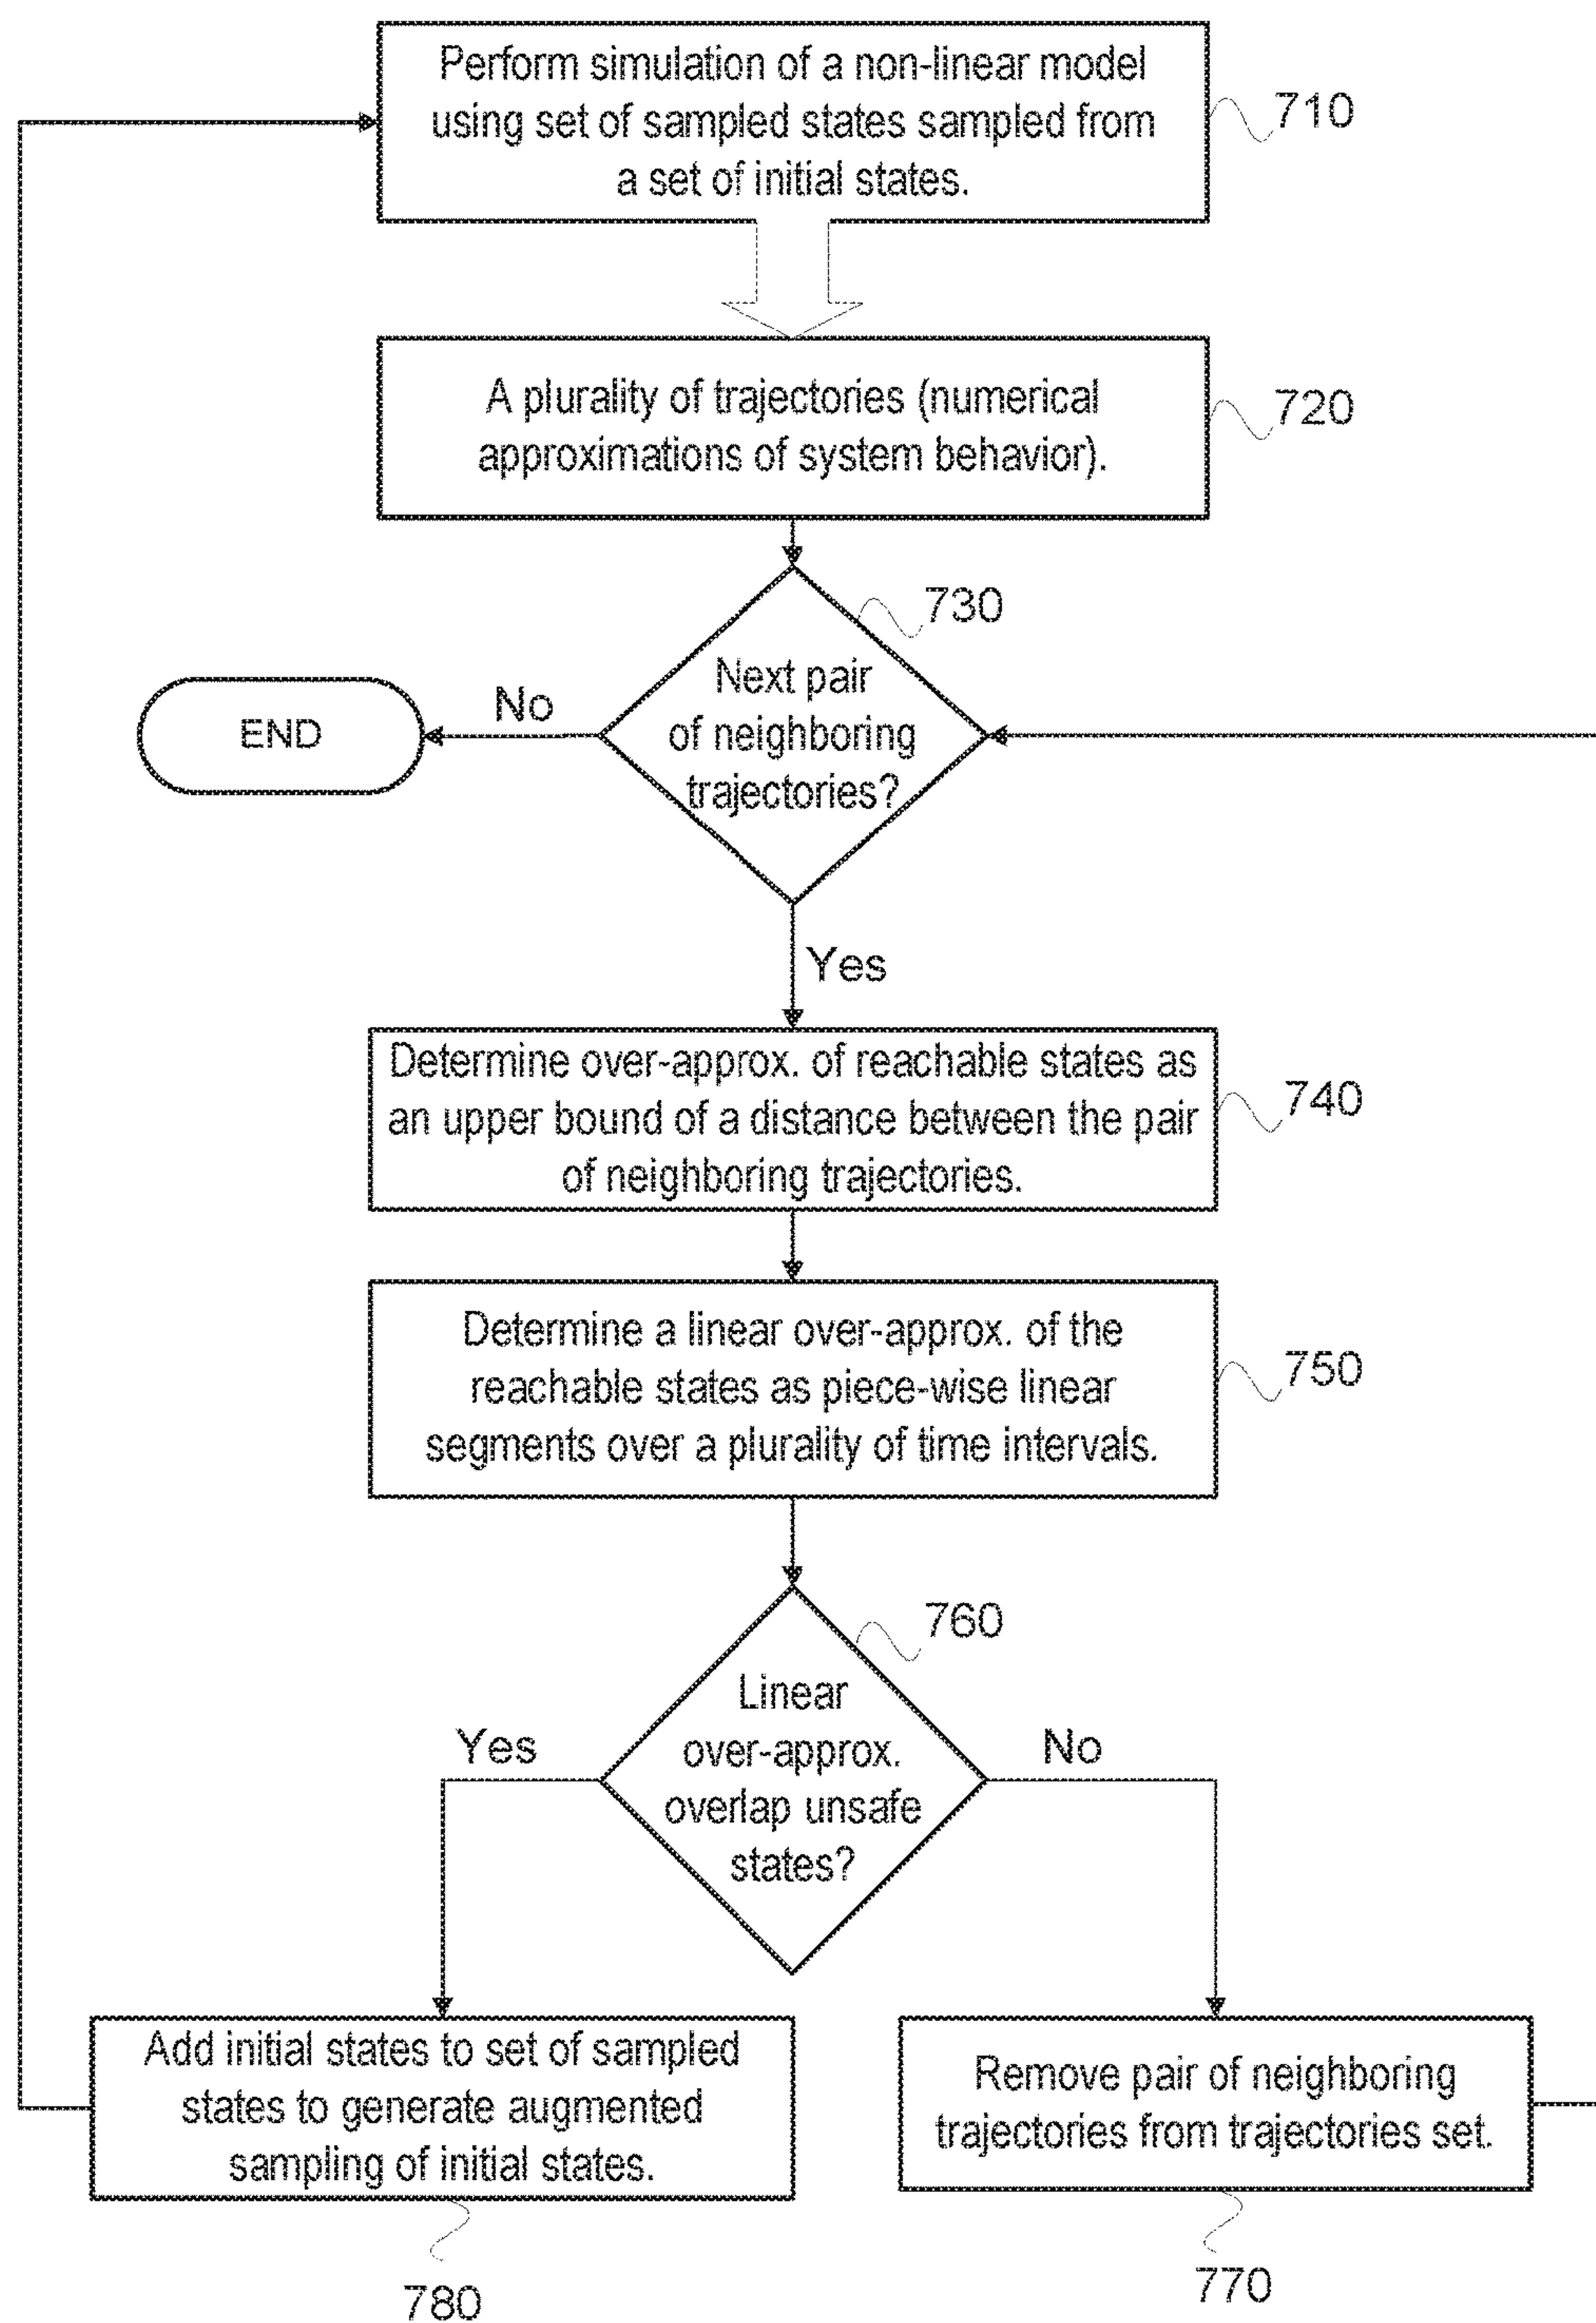 Perform simulation of a non-linear model
using set of sampled states sampled from
a set of initial states.
710
A plurality of trajectories (numerical
approximations of system behavior).
720
730
Next pair
of neighboring
trajectories?
No
END
Yes
Determine over-approx. of reachable states as
an upper bound of a distance between the pair
of neighboring trajectories.
740
Determine a linear over-approx. of the
reachable states as piece-wise linear
segments over a plurality of time intervals.
750
760
Linear
over-approx.
overlap unsafe
states?
Yes
No
Add initial states to set of sampled
states to generate augmented
sampling of initial states.
780
Remove pair of neighboring
trajectories from trajectories set.
770